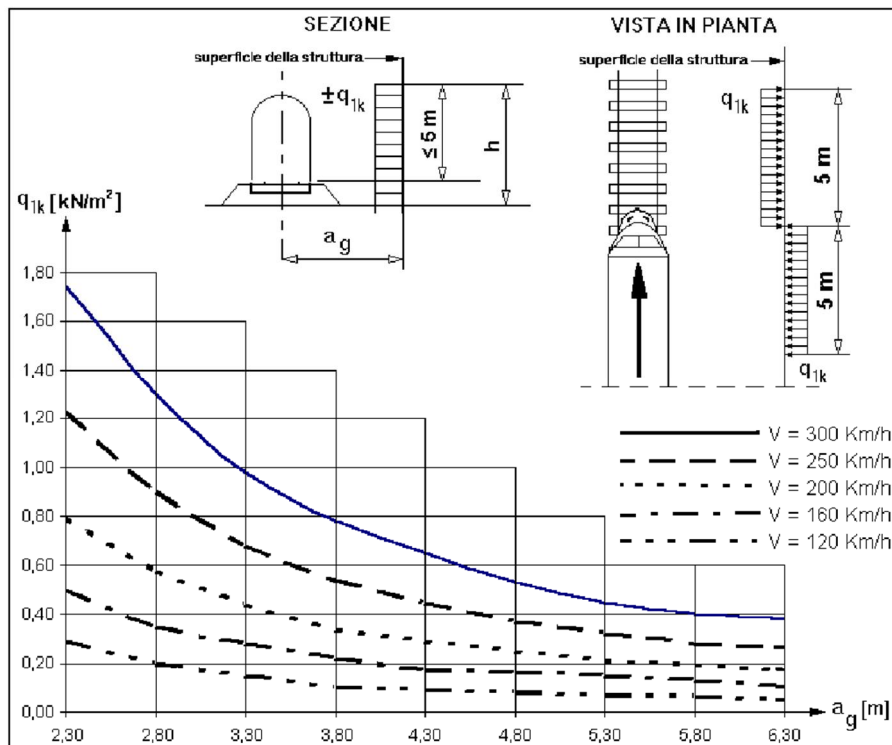 SEZIONE
VISTA IN PIANTA
superficie della struttura
superficie della struttura
±q1k
≤ 5 m
h
ag
q1k
5 m
5 m
q1k
q1k [kN/m²]
1,80
1,60
1,40
1,20
1,00
0,80
0,60
0,40
0,20
0,00
V = 300 Km/h
V = 250 Km/h
V = 200 Km/h
V = 160 Km/h
V = 120 Km/h
2,30 2,80 3,30 3,80 4,30 4,80 5,30 5,80 6,30
ag [m]